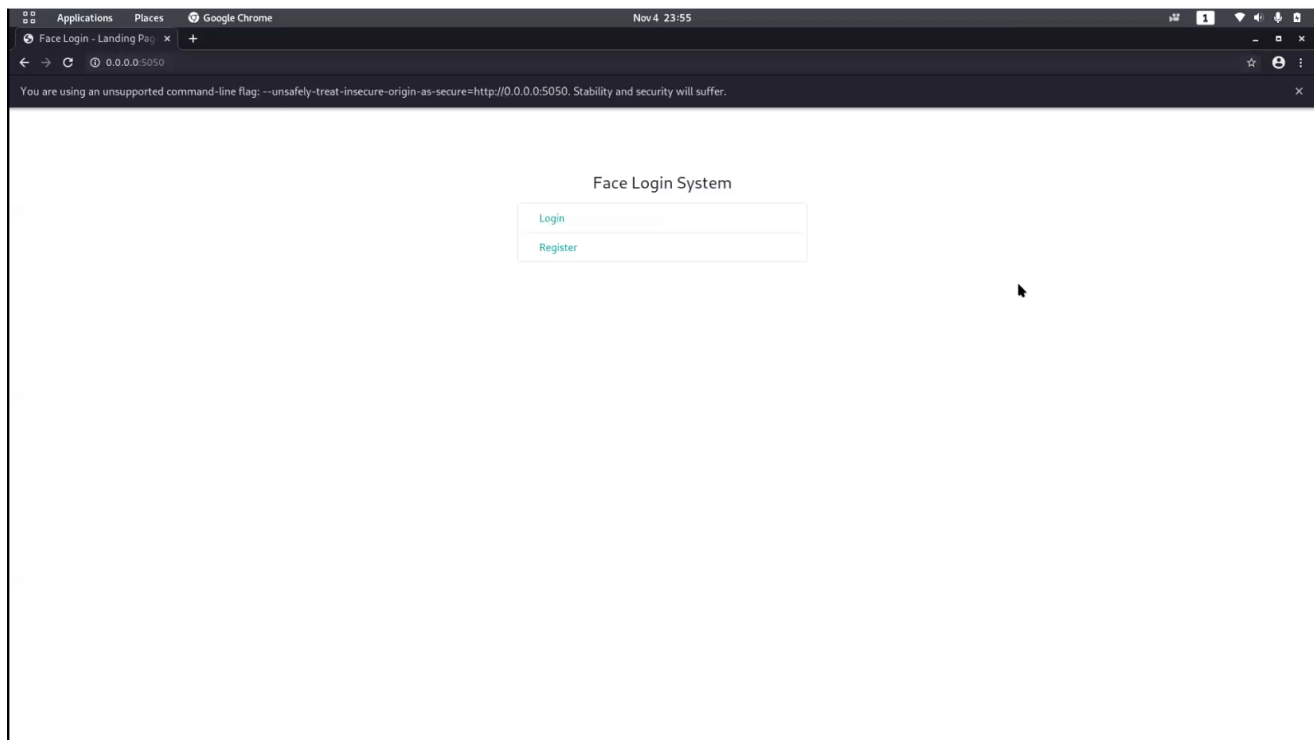 Applications Places Google Chrome Nov 4 23:55 1
Face Login - Landing Pag
0.0.0.0:5050
You are using an unsupported command-line flag: --unsafely-treat-insecure-origin-as-secure=http://0.0.0.0:5050. Stability and security will suffer.
Face Login System
Login
Register